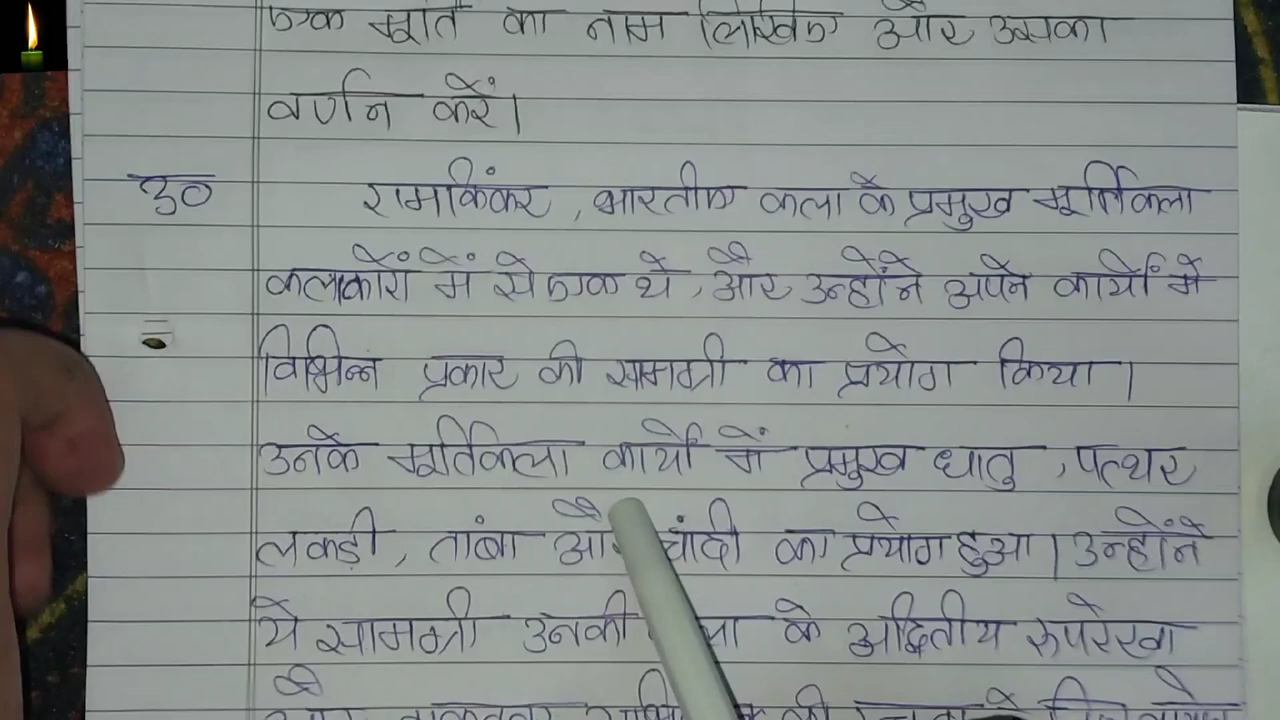 एक मूर्ति का नाम लिखिए और उसका
वर्णन करें।
उ०
रामकिंकर, भारतीय कला के प्रमुख मूर्तिकला
कलाकारों में से एक थे, और उन्होंने अपने कार्यों में
विभिन्न प्रकार की सामग्री का प्रयोग किया।
उनके मूर्तिकला कार्यों में प्रमुख धातु, पत्थर
लकड़ी, तांबा और चांदी का प्रयोग हुआ। उन्होंने
ये सामग्री उनकी के अद्वितीय रूपरेखा
की